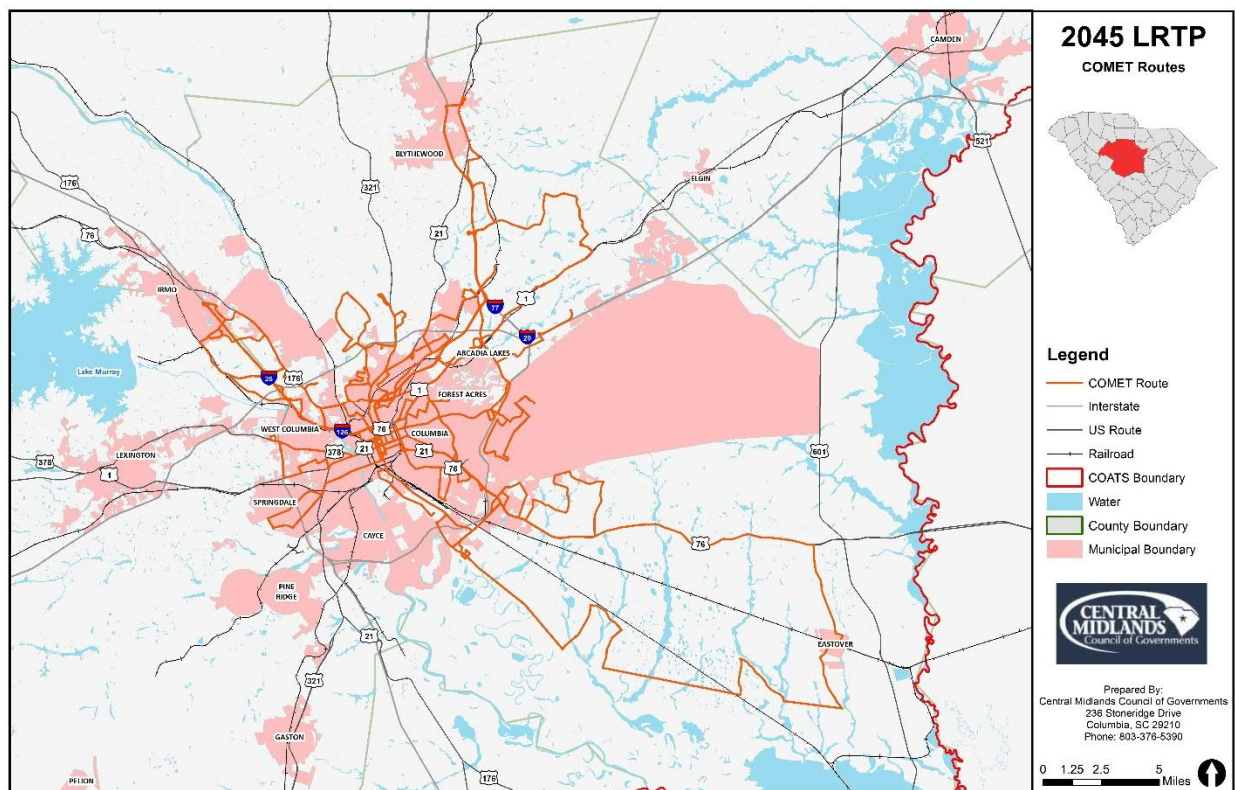 2045 LRTP
COMET Routes
CAMDEN
521
BLYTHEWOOD
176
321
ELGIN
76
21
IRMO
77
1
20
ARCADIA LAKES
Lake Murray
176
1
FOREST ACRES
WEST COLUMBIA
126
76
COLUMBIA
LEXINGTON
378
21
21
601
378
1
76
SPRINGDALE
CAYCE
76
PINE
RIDGE
21
EASTOVER
321
GASTON
176
PELION
Legend
COMET Route
Interstate
US Route
Railroad
COATS Boundary
Water
County Boundary
Municipal Boundary
CENTRAL
MIDLANDS
Council of Governments
Prepared By:
Central Midlands Council of Governments
236 Stoneridge Drive
Columbia, SC 29210
Phone: 803-376-5390
0 1.25 2.5 5
Miles